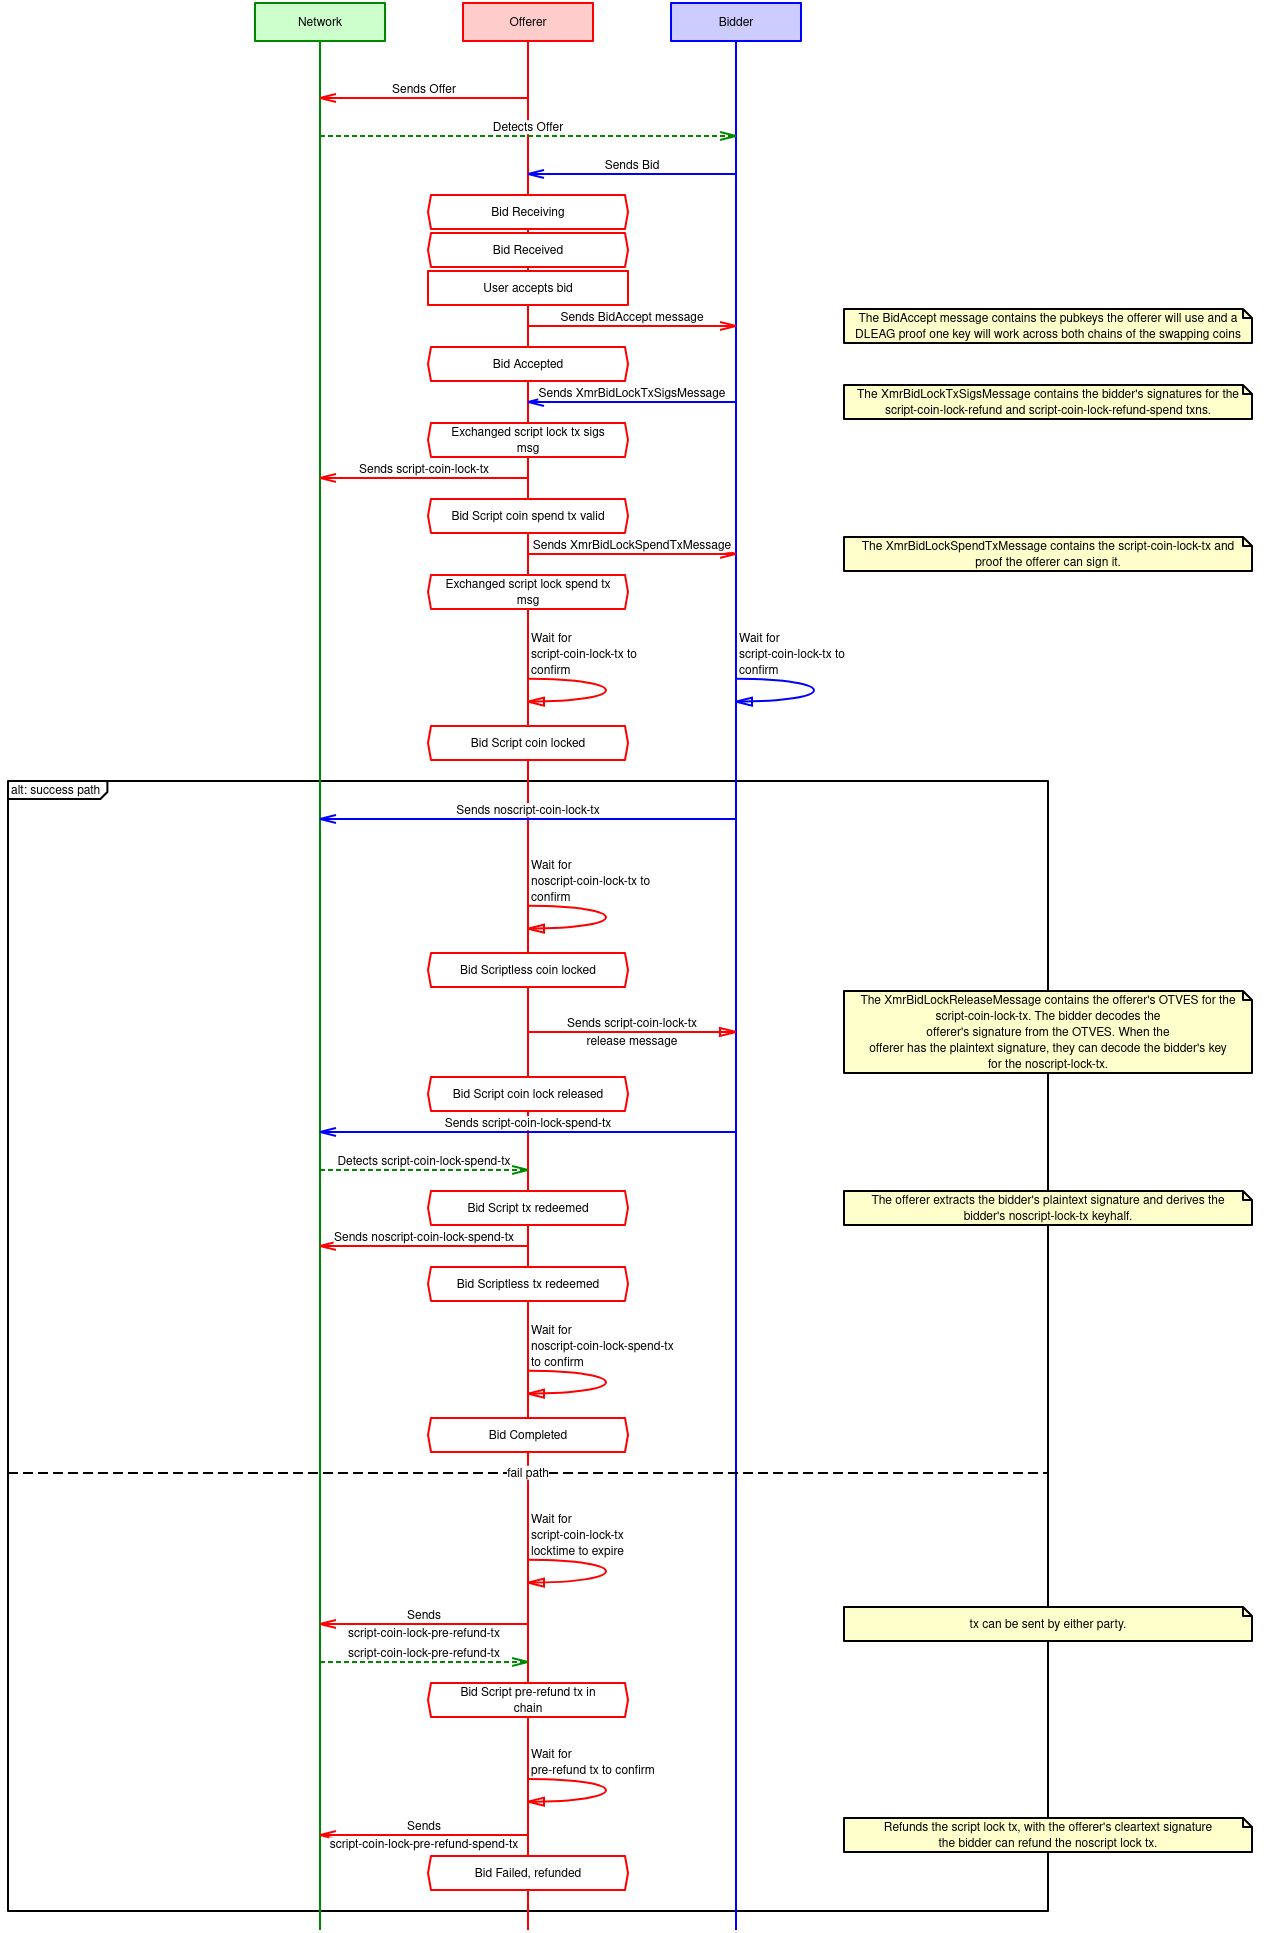 Network
Offerer
Bidder
Sends Offer
Detects Offer
Sends Bid
Bid Receiving
Bid Received
User accepts bid
Sends BidAccept message
The BidAccept message contains the pubkeys the offerer will use and a
DLEAG proof one key will work across both chains of the swapping coins
Bid Accepted
Sends XmrBidLockTxSigsMessage
The XmrBidLockTxSigsMessage contains the bidder's signatures for the
script-coin-lock-refund and script-coin-lock-refund-spend txns.
Exchanged script lock tx sigs
msg
Sends script-coin-lock-tx
Bid Script coin spend tx valid
Sends XmrBidLockSpendTxMessage
The XmrBidLockSpendTxMessage contains the script-coin-lock-tx and
proof the offerer can sign it.
Exchanged script lock spend tx
msg
Wait for
script-coin-lock-tx to
confirm
Wait for
script-coin-lock-tx to
confirm
Bid Script coin locked
alt: success path
Sends noscript-coin-lock-tx
Wait for
noscript-coin-lock-tx to
confirm
Bid Scriptless coin locked
Sends script-coin-lock-tx
release message
The XmrBidLockReleaseMessage contains the offerer's OTVES for the
script-coin-lock-tx. The bidder decodes the
offerer's signature from the OTVES. When the
offerer has the plaintext signature, they can decode the bidder's key
for the noscript-lock-tx.
Bid Script coin lock released
Sends script-coin-lock-spend-tx
Detects script-coin-lock-spend-tx
Bid Script tx redeemed
The offerer extracts the bidder's plaintext signature and derives the
bidder's noscript-lock-tx keyhalf.
Sends noscript-coin-lock-spend-tx
Bid Scriptless tx redeemed
Wait for
noscript-coin-lock-spend-tx
to confirm
Bid Completed
fail path
Wait for
script-coin-lock-tx
locktime to expire
Sends
script-coin-lock-pre-refund-tx
tx can be sent by either party.
script-coin-lock-pre-refund-tx
Bid Script pre-refund tx in
chain
Wait for
pre-refund tx to confirm
Sends
script-coin-lock-pre-refund-spend-tx
Refunds the script lock tx, with the offerer's cleartext signature
the bidder can refund the noscript lock tx.
Bid Failed, refunded